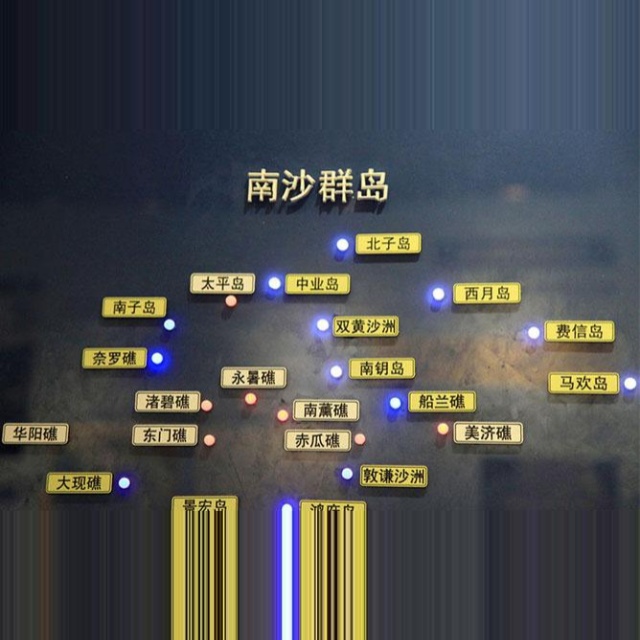 南沙群岛
北子岛
太平岛
中业岛
西月岛
南子岛
双黄沙洲
费信岛
奈罗礁
南钥岛
永暑礁
马欢岛
渚碧礁
南薰礁
船兰礁
华阳礁
东门礁
赤瓜礁
美济礁
敦谦沙洲
大现礁
景宏岛